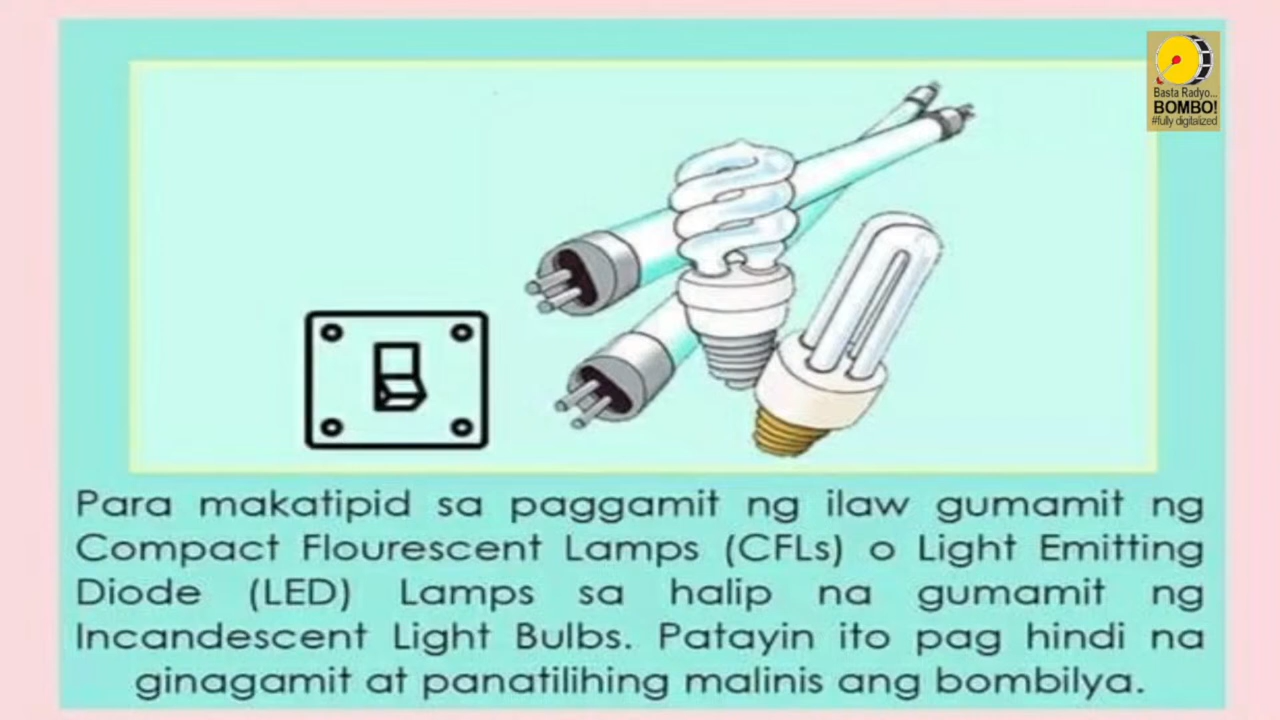 Basta Radyo...
BOMBO!
#fully digitalized
Para makatipid sa paggamit ng ilaw gumamit ng
Compact Flourescent Lamps (CFLs) o Light Emitting
Diode (LED) Lamps sa halip na gumamit ng
Incandescent Light Bulbs. Patayin ito pag hindi na
ginagamit at panatilihing malinis ang bombilya.